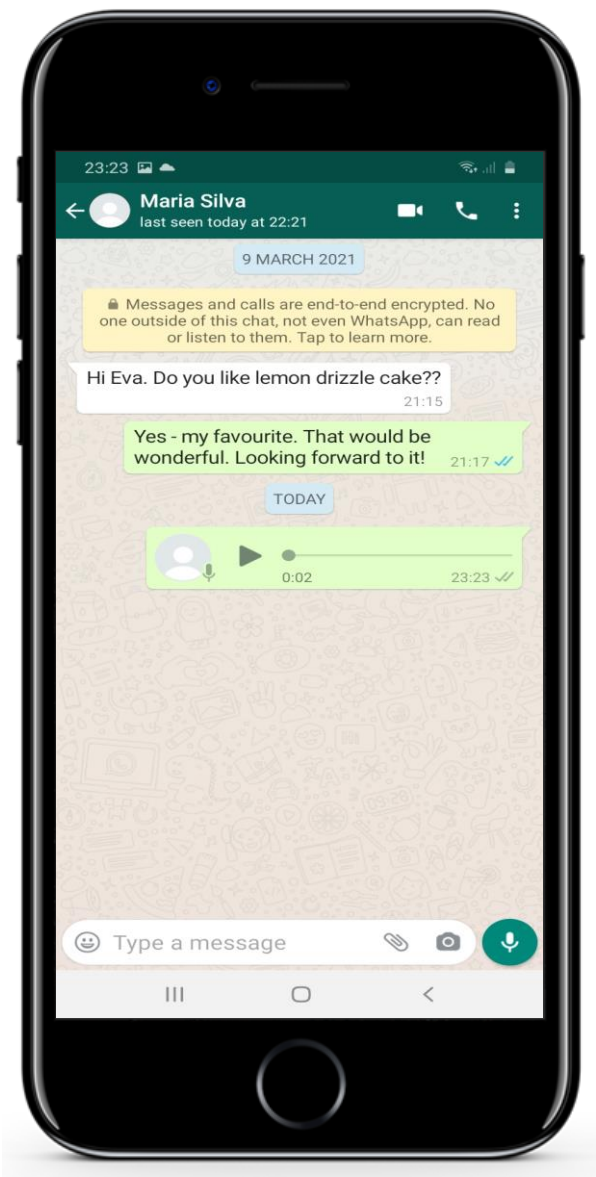 23:23
Maria Silva
last seen today at 22:21
9 MARCH 2021
Messages and calls are end-to-end encrypted. No
one outside of this chat, not even WhatsApp, can read
or listen to them. Tap to learn more.
Hi Eva. Do you like lemon drizzle cake??
21:15
Yes - my favourite. That would be
wonderful. Looking forward to it! 21:17
TODAY
0:02 23:23
Type a message